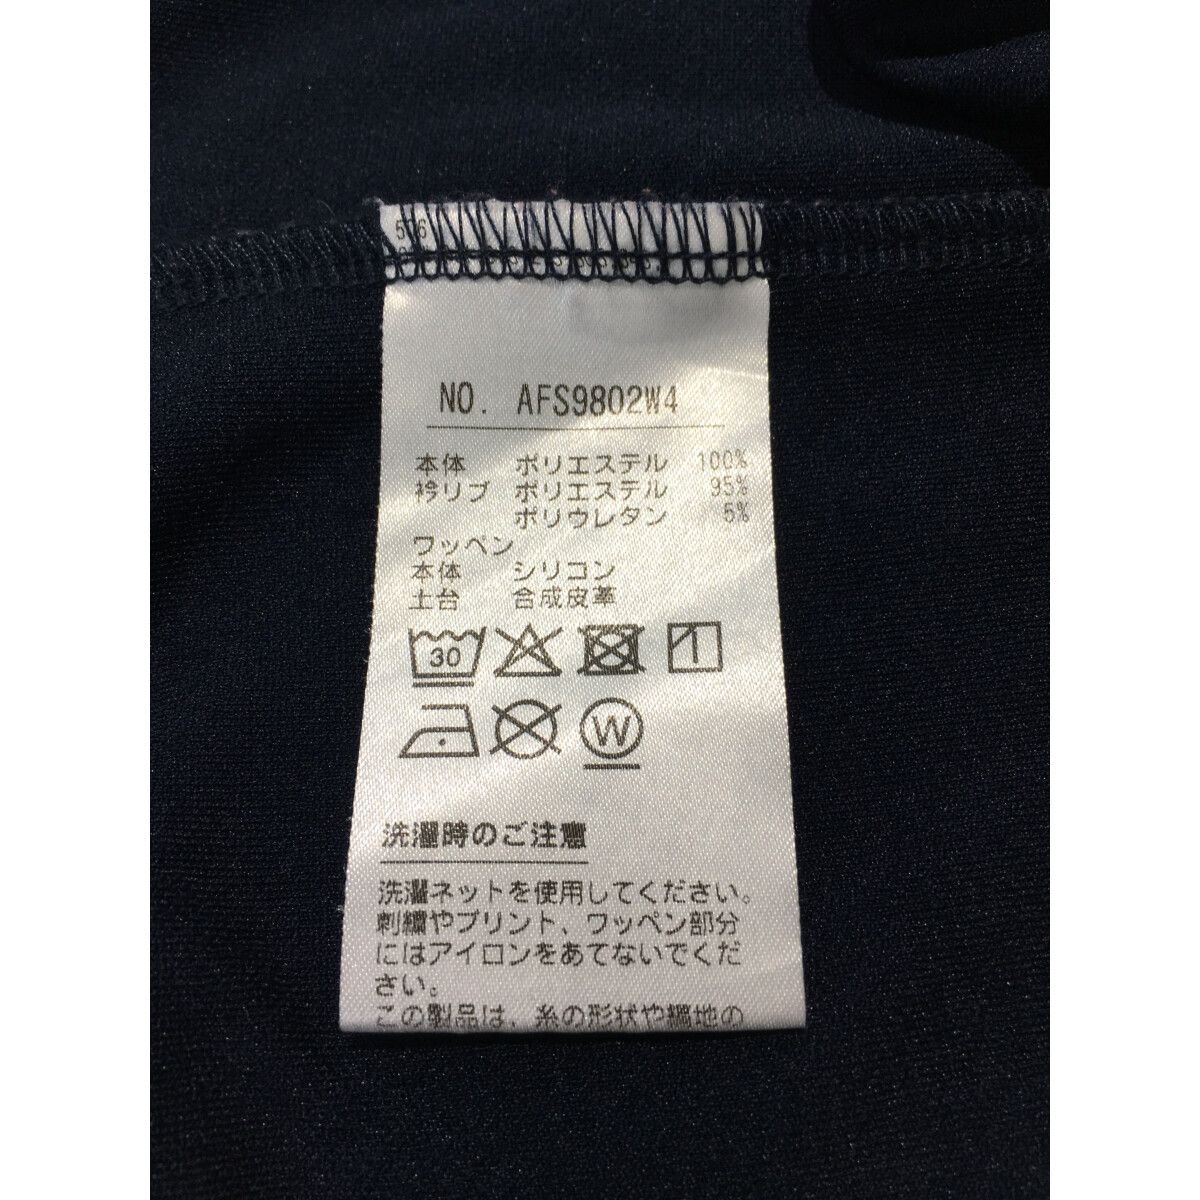 506
NO. AFS9802W4
本体 ポリエステル 100%
衿リブ ポリエステル 95%
ポリウレタン 5%
ワッペン
本体 シリコン
土台 合成皮革
30
W
洗濯時のご注意
洗濯ネットを使用してください。
刺繍やプリント、ワッペン部分
にはアイロンをあてないでくだ
さい。
この製品は、糸の形状や編地の